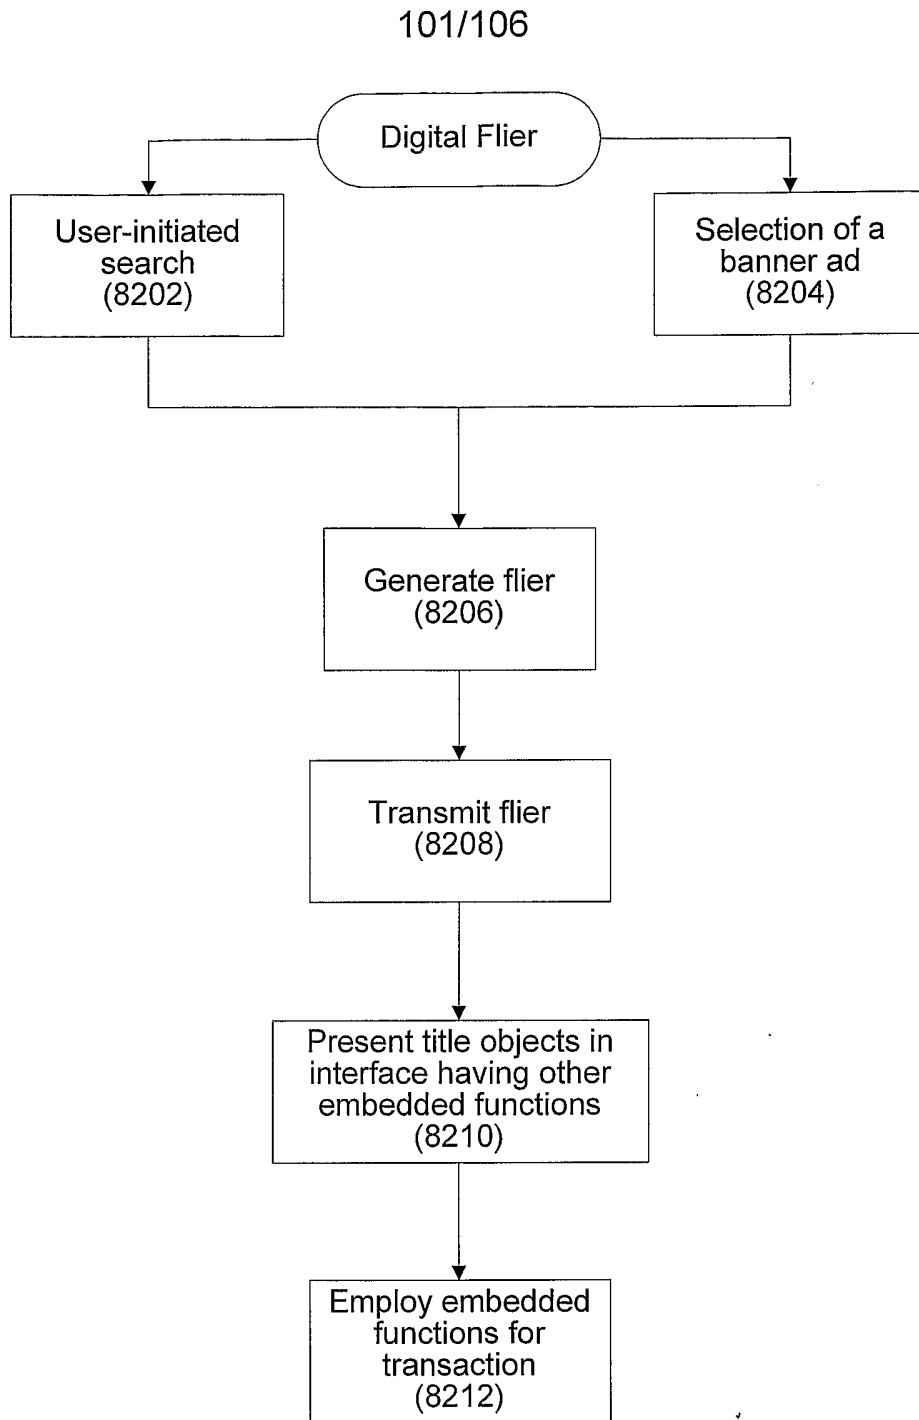 101/106
Digital Flier
User-initiated
search
(8202)
Selection of a
banner ad
(8204)
Generate flier
(8206)
Transmit flier
(8208)
Present title objects in
interface having other
embedded functions
(8210)
Employ embedded
functions for
transaction
(8212)